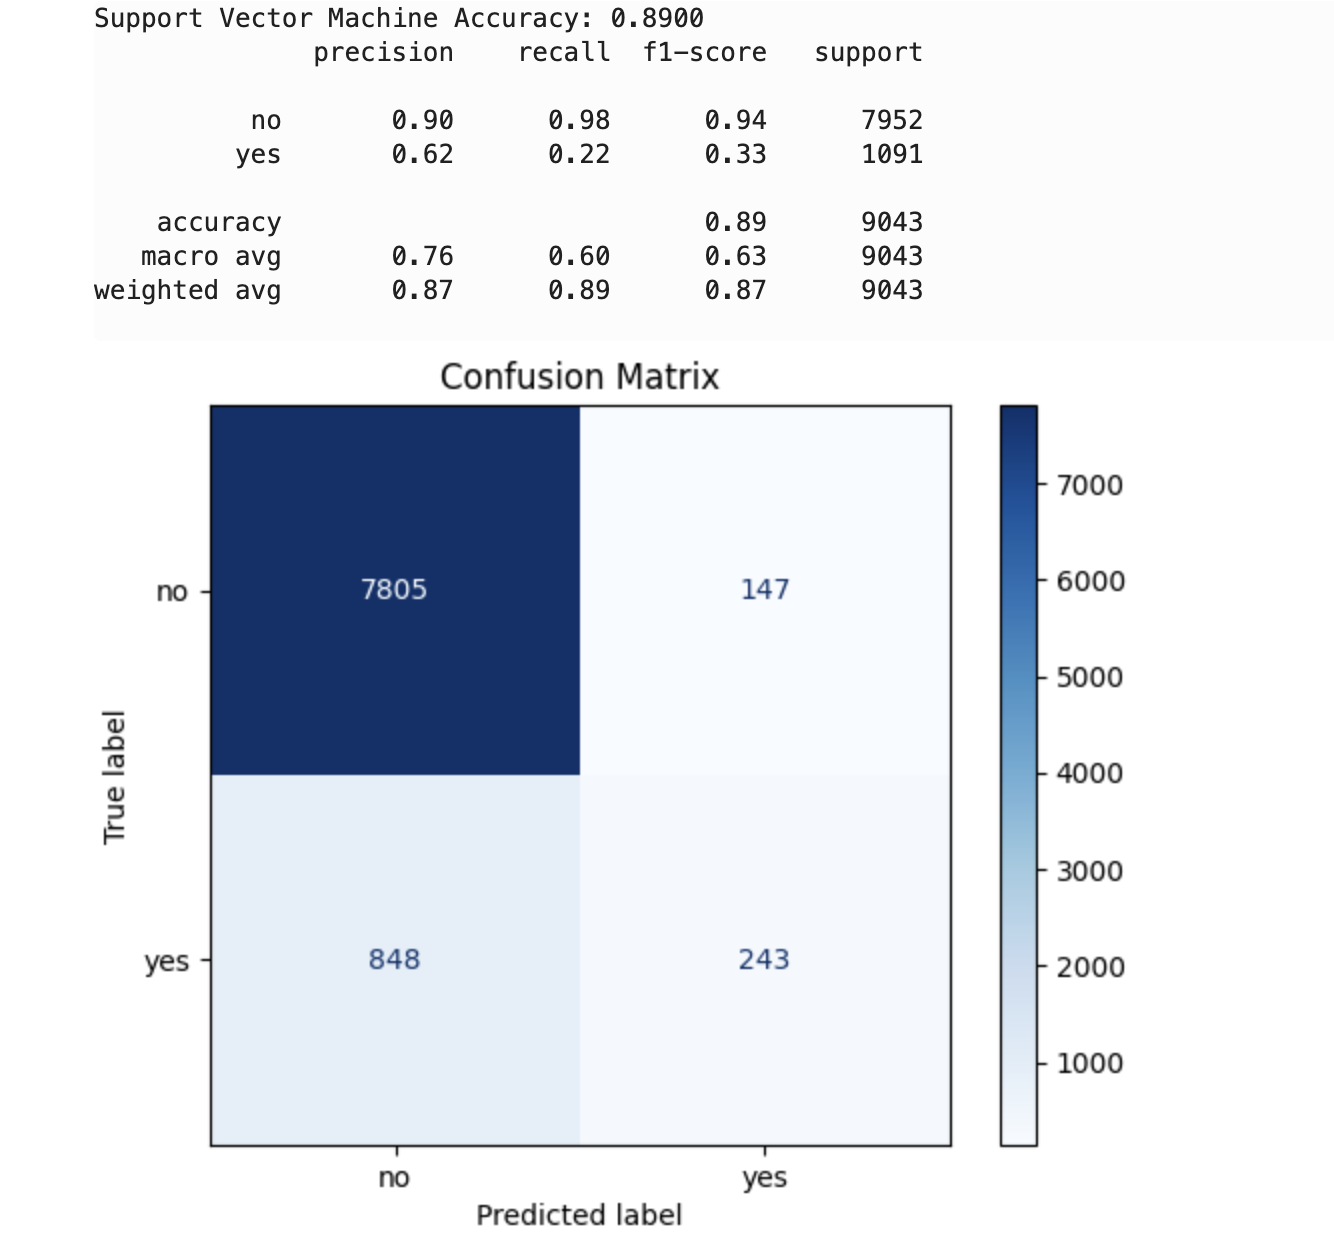 Support Vector Machine Accuracy: 0.8900
precision recall f1-score support
no 0.90 0.98 0.94 7952
yes 0.62 0.22 0.33 1091
accuracy 0.89 9043
macro avg 0.76 0.60 0.63 9043
weighted avg 0.87 0.89 0.87 9043
Confusion Matrix
7000
6000
5000
4000
3000
2000
1000
no 7805 147
True label
yes 848 243
no yes
Predicted label